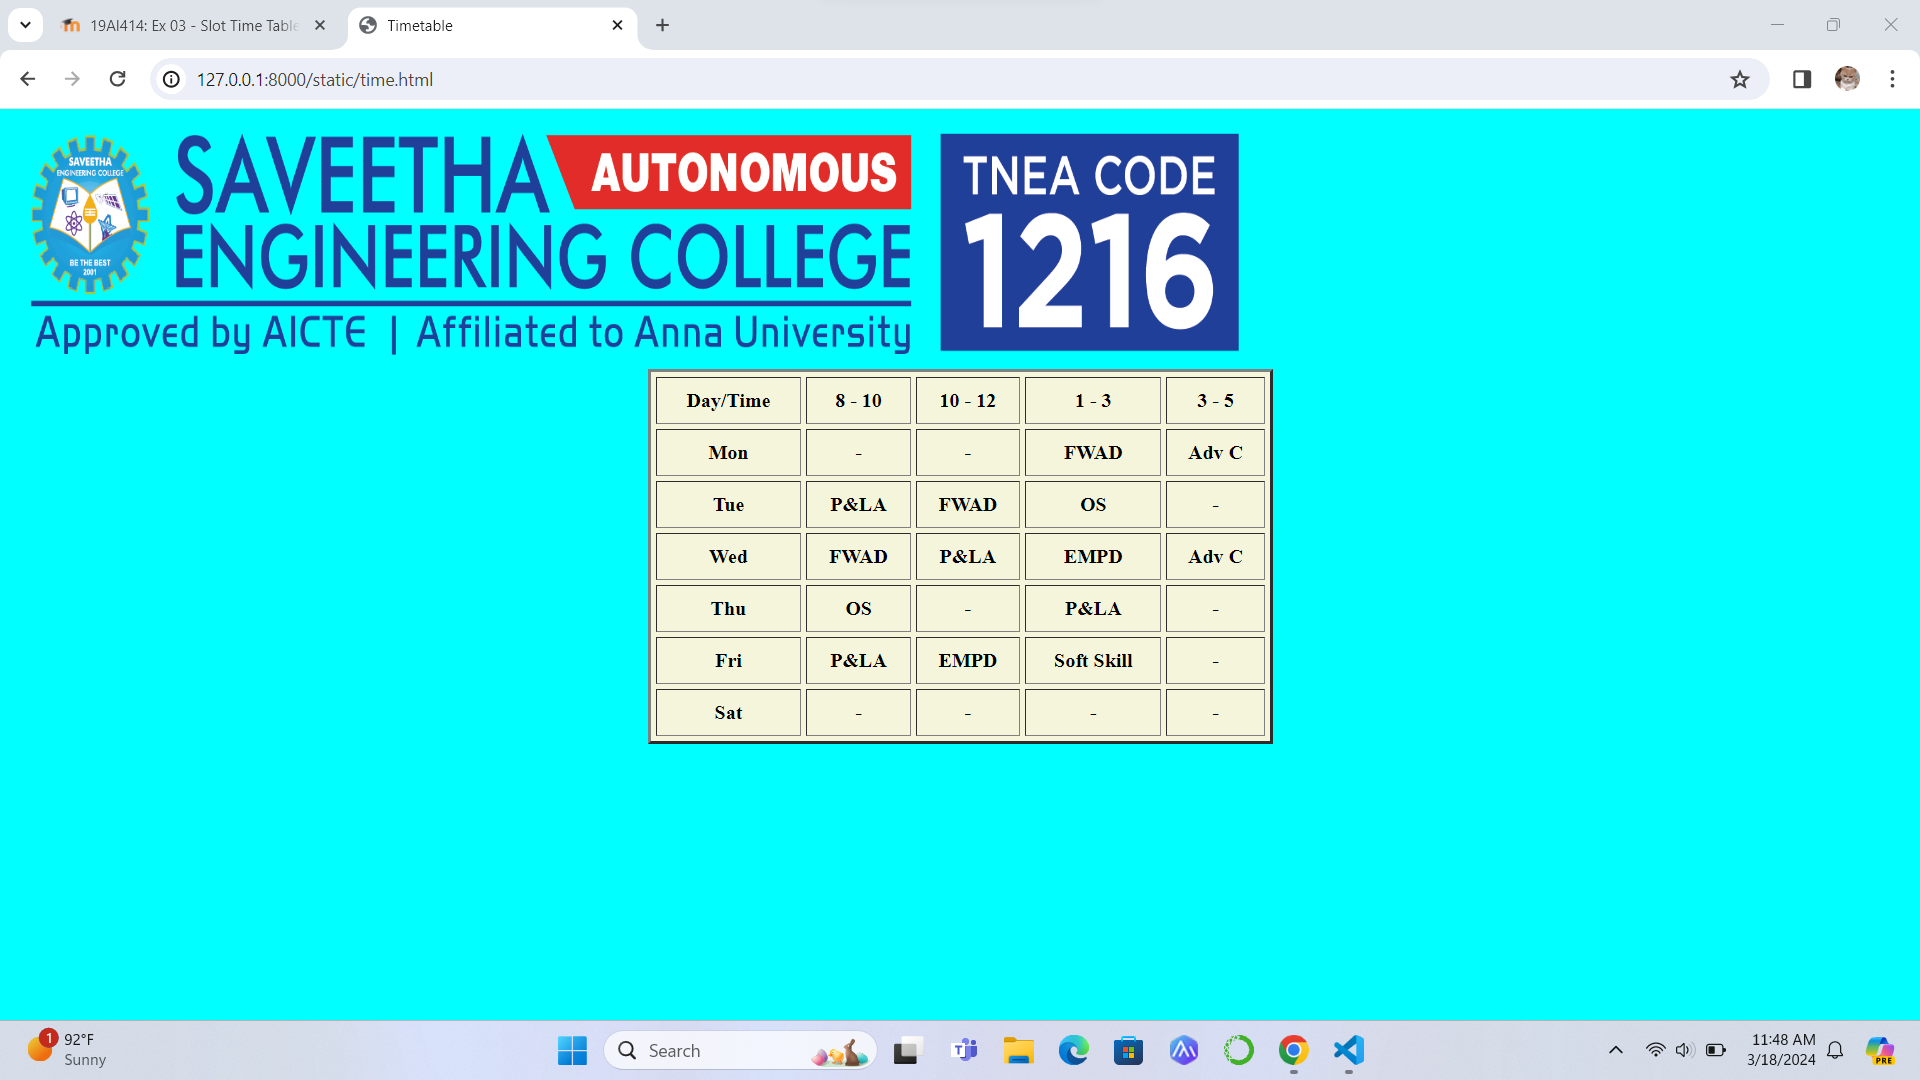 19AI414: Ex 03 - Slot Time Table
Timetable
127.0.0.1:8000/static/time.html
SAVEETHA
ENGINEERING COLLEGE
BE THE BEST
2001
SAVEETHA AUTONOMOUS
ENGINEERING COLLEGE
Approved by AICTE | Affiliated to Anna University
TNEA CODE
1216
Day/Time 8 - 10 10 - 12 1 - 3 3 - 5
Mon - - FWAD Adv C
Tue P&LA FWAD OS -
Wed FWAD P&LA EMPD Adv C
Thu OS - P&LA -
Fri P&LA EMPD Soft Skill -
Sat - - - -
1
92°F
Sunny
Search
11:48 AM
3/18/2024
PRE